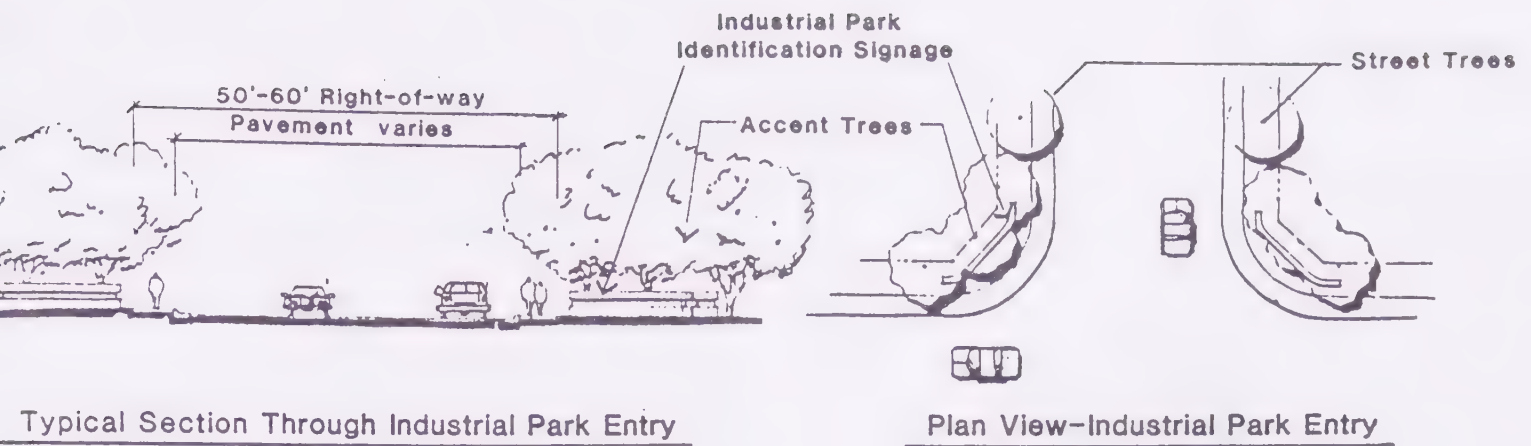 Industrial Park
Identification Signage
Street Trees
50'-60' Right-of-way
Pavement varies
Accent Trees
Typical Section Through Industrial Park Entry
Plan View-Industrial Park Entry